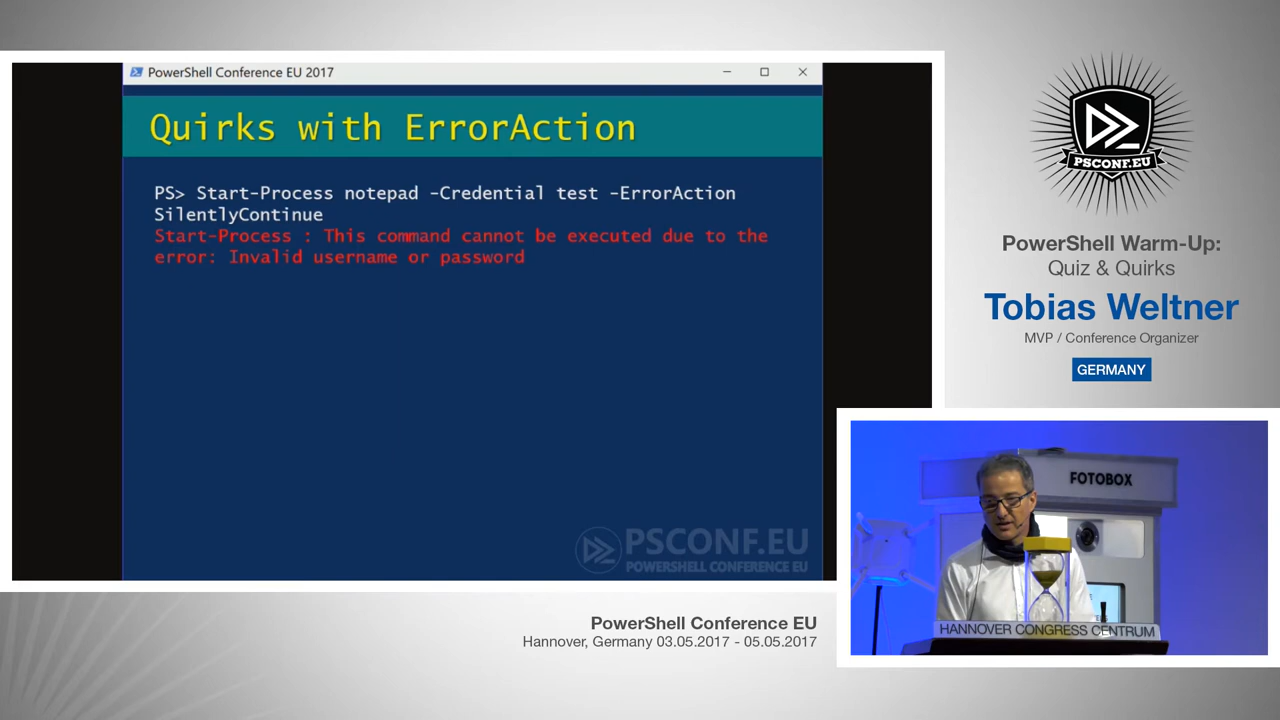 PowerShell Conference EU 2017
Quirks with ErrorAction
PS> Start-Process notepad -Credential test -ErrorAction
SilentlyContinue
Start-Process : This command cannot be executed due to the
error: Invalid username or password
PSCONF.EU
POWERSHELL CONFERENCE EU
PSCONF.EU
PowerShell Warm-Up:
Quiz & Quirks
Tobias Weltner
MVP / Conference Organizer
GERMANY
FOTOBOX
HANNOVER CONGRESS CENTRUM
PowerShell Conference EU
Hannover, Germany 03.05.2017 - 05.05.2017